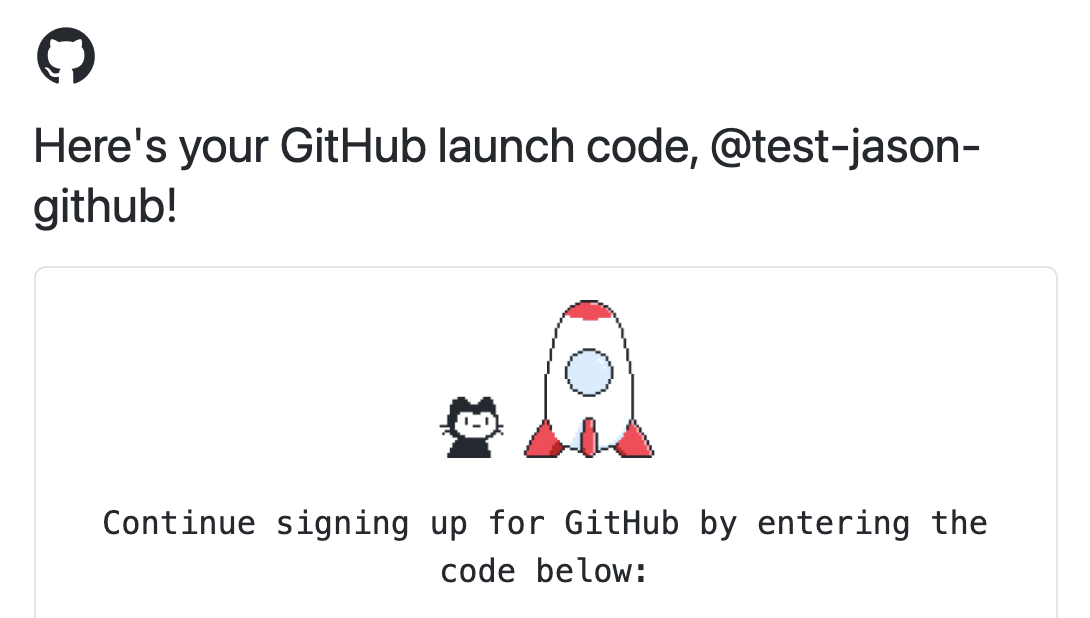 Here's your GitHub launch code, @test-jason-
github!
Continue signing up for GitHub by entering the
code below: